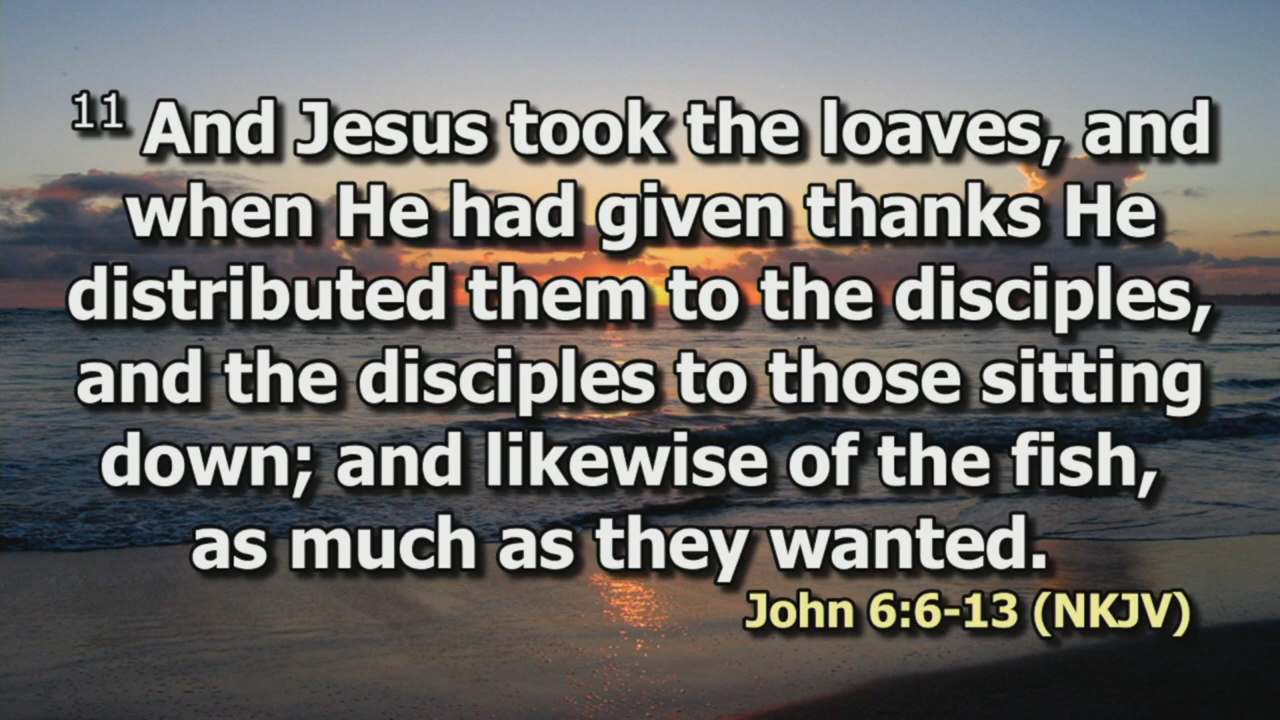 11 And Jesus took the loaves, and
when He had given thanks He
distributed them to the disciples,
and the disciples to those sitting
down; and likewise of the fish,
as much as they wanted.
John 6:6-13 (NKJV)